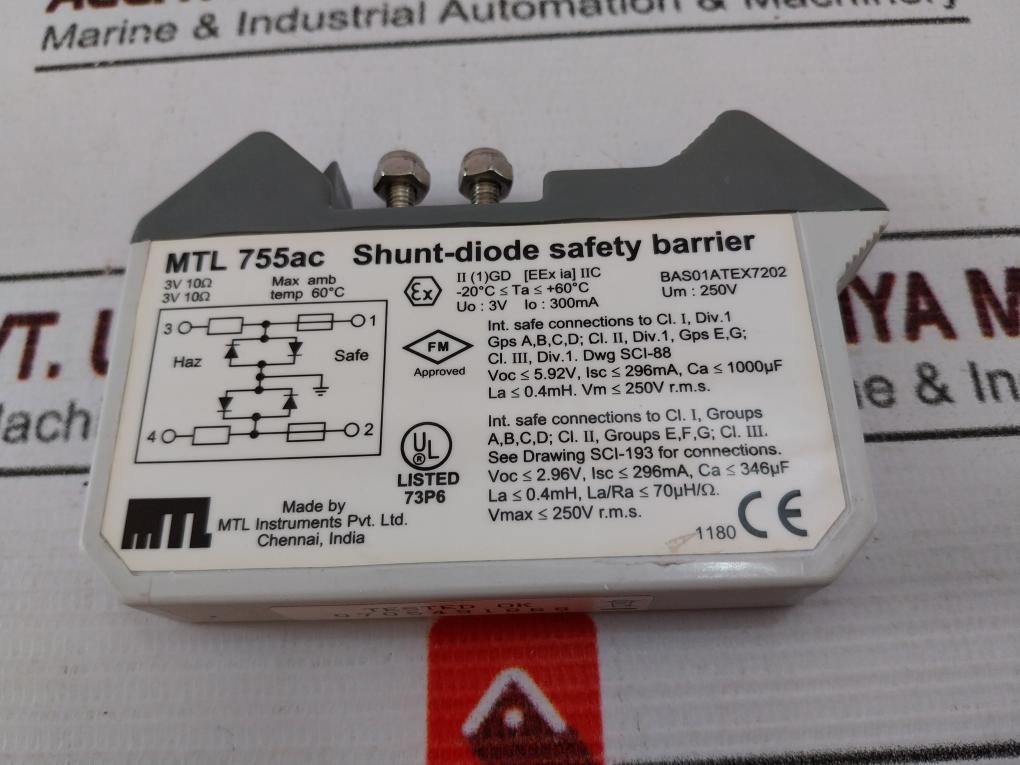 Marine & Industrial Automation & Machinery
MTL 755ac Shunt-diode safety barrier
3V 10Ω
3V 10Ω
Max amb
temp 60°C
3
1
Haz
Safe
4
2
Ex
II (1)GD [EEx ia] IIC
-20°C ≤ Ta ≤ +60°C
Uo : 3V Io : 300mA
BAS01ATEX7202
Um : 250V
FM
Approved
Int. safe connections to Cl. I, Div.1
Gps A,B,C,D; Cl. II, Div.1, Gps E,G;
Cl. III, Div.1. Dwg SCI-88
Voc ≤ 5.92V, Isc ≤ 296mA, Ca ≤ 1000µF
La ≤ 0.4mH. Vm ≤ 250V r.m.s.
UL
®
LISTED
73P6
Int. safe connections to Cl. I, Groups
A,B,C,D; Cl. II, Groups E,F,G; Cl. III.
See Drawing SCI-193 for connections.
Voc ≤ 2.96V, Isc ≤ 296mA, Ca ≤ 346µF
La ≤ 0.4mH, La/Ra ≤ 70µH/Ω.
Vmax ≤ 250V r.m.s.
MTL
Made by
MTL Instruments Pvt. Ltd.
Chennai, India
1180 CE
TESTED OK
& In